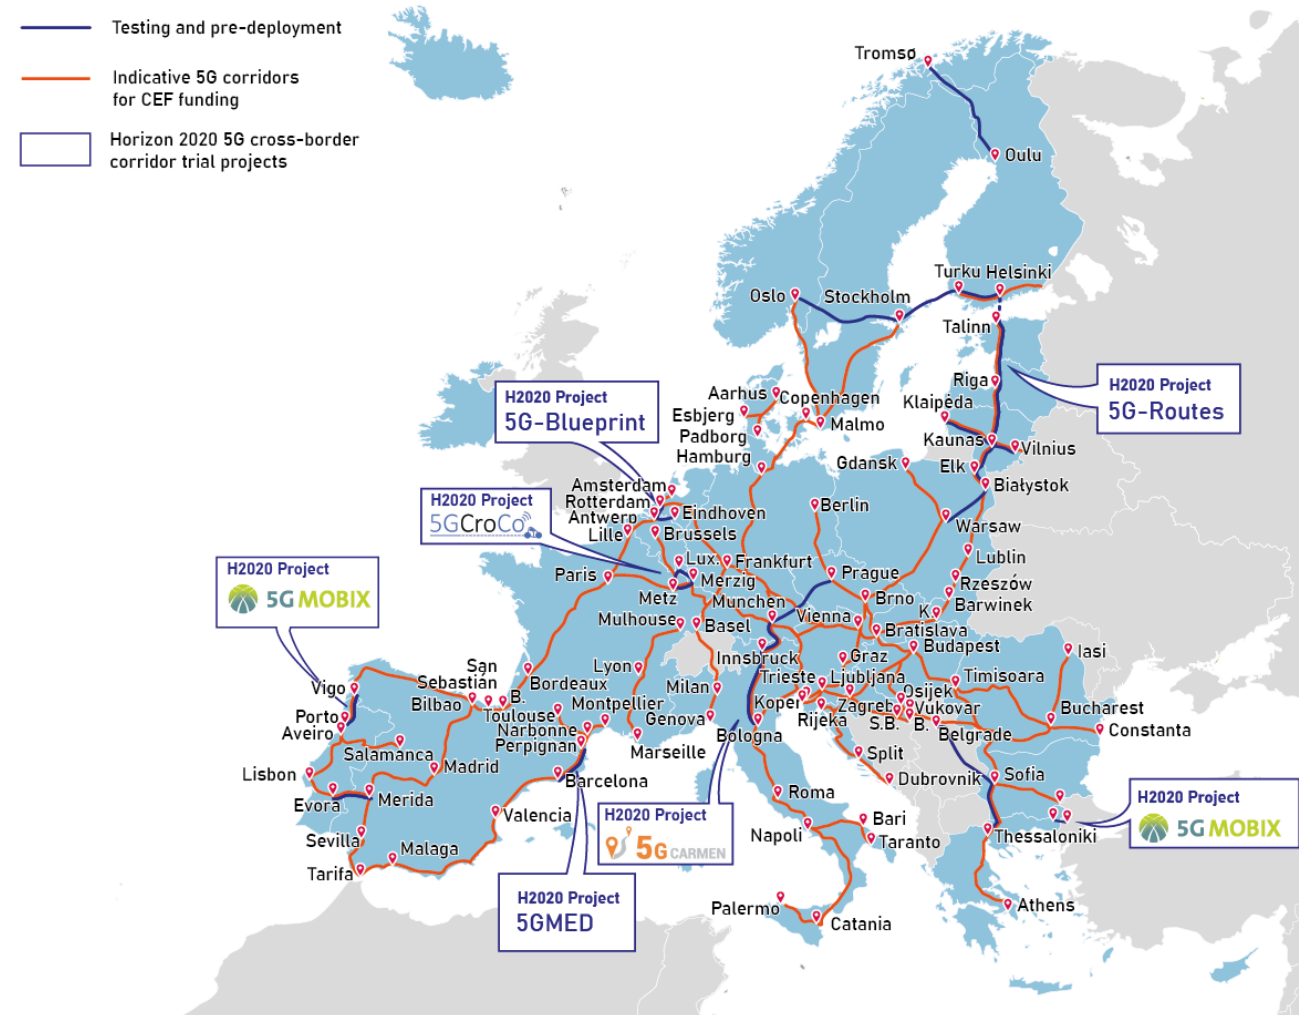 Testing and pre-deployment
Indicative 5G corridors
for CEF funding
Horizon 2020 5G cross-border
corridor trial projects
Tromsø
Oulu
Turku
Helsinki
Oslo
Stockholm
Talinn
Riga
H2020 Project
5G-Routes
Klaipėda
Kaunas
Vilnius
Aarhus
Copenhagen
Esbjerg
Malmo
Padborg
Hamburg
H2020 Project
5G-Blueprint
Gdansk
Elk
Białystok
Amsterdam
Rotterdam
Antwerp
Eindhoven
Lille
Brussels
Berlin
Warsaw
H2020 Project
5GCroCo
Lux.
Frankfurt
Lublin
Paris
Merzig
Prague
Rzeszów
Metz
Munchen
Brno
Barwinek
K.
H2020 Project
5G MOBIX
Mulhouse
Basel
Vienna
Bratislava
Budapest
Iasi
Innsbruck
Graz
Lyon
San
Sebastian
Bordeaux
Vigo
Bilbao
B.
Milan
Trieste
Ljubljana
Timisoara
Osijek
Koper
Zagreb
Vukovar
Bucharest
Porto
Aveiro
Toulouse
Montpellier
Narbonne
Perpignan
Genova
Rijeka
S.B.
B.
Belgrade
Constanta
Bologna
Salamanca
Marseille
Split
Madrid
Lisbon
Barcelona
Dubrovnik
Sofia
Evora
Merida
Roma
Valencia
H2020 Project
5G CARMEN
Bari
Napoli
Taranto
Thessaloniki
H2020 Project
5G MOBIX
Sevilla
Malaga
Tarifa
H2020 Project
5GMED
Palermo
Catania
Athens